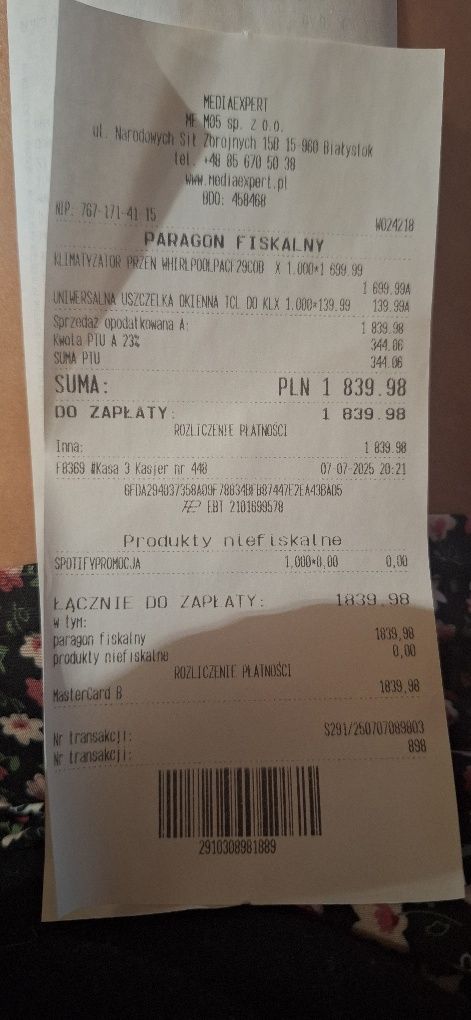 MEDIAEXPERT
ME M05 sp. z o.o.
ul. Narodowych Sił Zbrojnych 15B 15-960 Białystok
tel. +48 85 670 50 38
www.mediaexpert.pl
BDO: 458468
NIP: 767-171-41-15 W024218
PARAGON FISKALNY
KLIMATYZATOR PRZEN WHIRLPOOLPACF29COB X 1.000*1 699.99
1 699.99A
UNIWERSALNA USZCZELKA OKIENNA TCL DO KLX 1.000*139.99 139.99A
Sprzedaż opodatkowana A: 1 839.98
Kwota PTU A 23% 344.06
SUMA PTU 344.06
SUMA: PLN 1 839.98
DO ZAPŁATY: 1 839.98
ROZLICZENIE PŁATNOŚCI
Inna: 1 839.98
F8369 #Kasa 3 Kasjer nr 448 07-07-2025 20:21
EBT 2101699578
Produkty niefiskalne
SPOTIFYPROMOCJA 1,000*0,00 0,00
ŁĄCZNIE DO ZAPŁATY: 1839,98
w tym:
paragon fiskalny 1839,98
produkty niefiskalne 0,00
ROZLICZENIE PŁATNOŚCI
MasterCard B 1839,98
Nr transakcji: S291/250707089803
Nr transakcji: 898
2910308981889